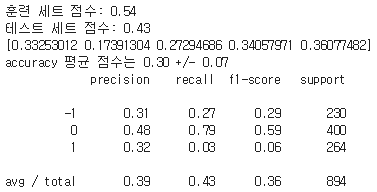 훈련 세트 점수: 0.54
테스트 세트 점수: 0.43
[0.33253012 0.17391304 0.27294686 0.34057971 0.36077482]
accuracy 평균 점수는 0.30 +/- 0.07
precision recall f1-score support
-1 0.31 0.27 0.29 230
0 0.48 0.79 0.59 400
1 0.32 0.03 0.06 264
avg / total 0.39 0.43 0.36 894